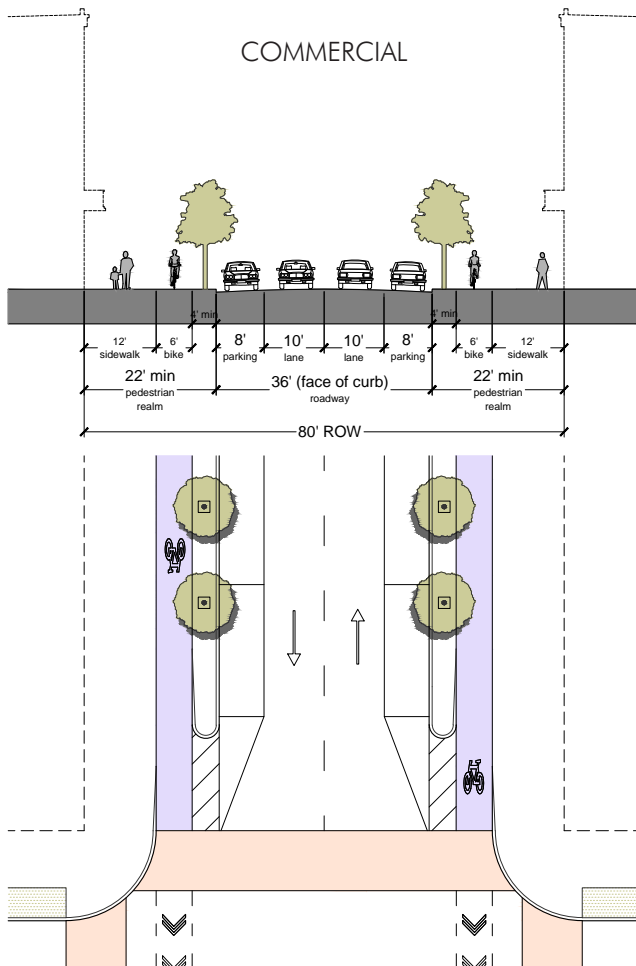 COMMERCIAL
4' min
4' min
12' sidewalk
6' bike
8' parking
10' lane
10' lane
8' parking
6' bike
12' sidewalk
22' min
pedestrian
realm
36' (face of curb)
roadway
22' min
pedestrian
realm
80' ROW